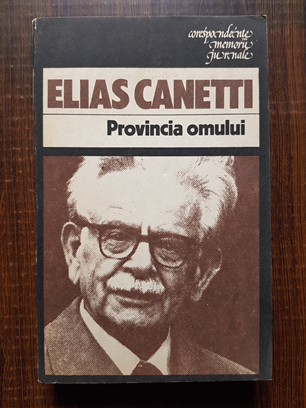 corespondențe
memorii
jurnale
ELIAS CANETTI
Provincia omului